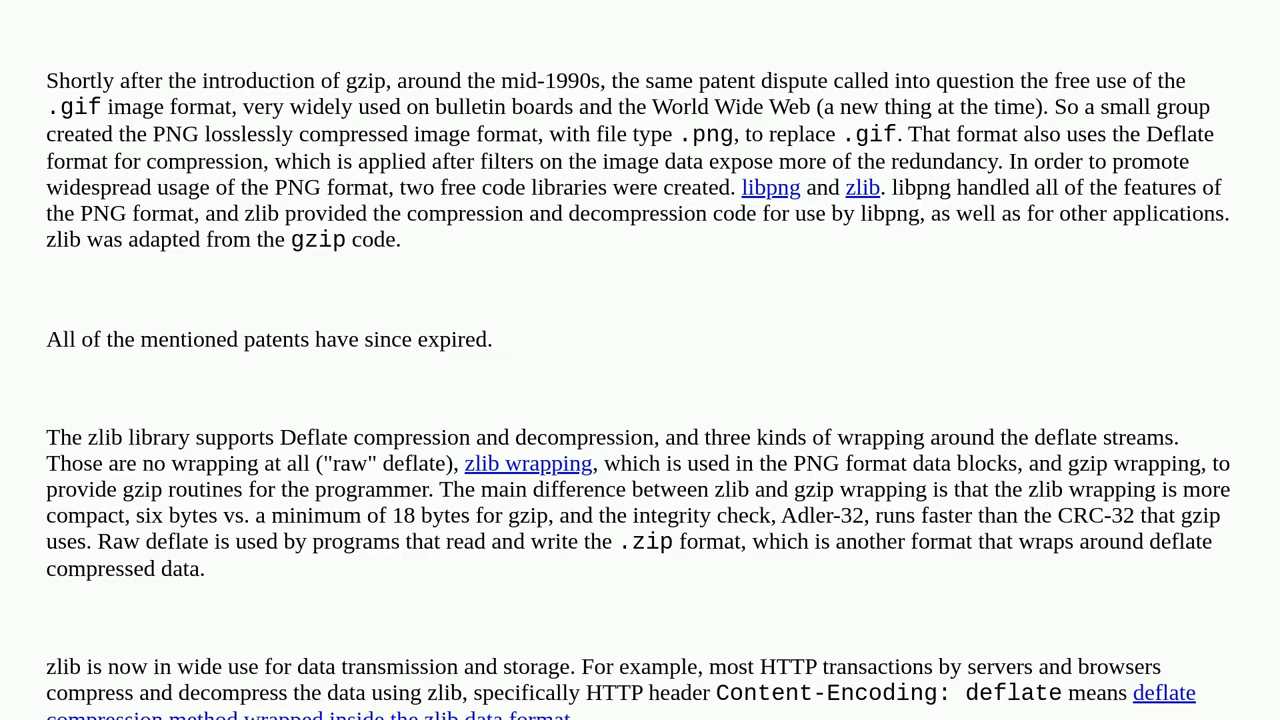 Shortly after the introduction of gzip, around the mid-1990s, the same patent dispute called into question the free use of the
.gif image format, very widely used on bulletin boards and the World Wide Web (a new thing at the time). So a small group
created the PNG losslessly compressed image format, with file type .png, to replace .gif. That format also uses the Deflate
format for compression, which is applied after filters on the image data expose more of the redundancy. In order to promote
widespread usage of the PNG format, two free code libraries were created. libpng and zlib. libpng handled all of the features of
the PNG format, and zlib provided the compression and decompression code for use by libpng, as well as for other applications.
zlib was adapted from the gzip code.
All of the mentioned patents have since expired.
The zlib library supports Deflate compression and decompression, and three kinds of wrapping around the deflate streams.
Those are no wrapping at all ("raw" deflate), zlib wrapping, which is used in the PNG format data blocks, and gzip wrapping, to
provide gzip routines for the programmer. The main difference between zlib and gzip wrapping is that the zlib wrapping is more
compact, six bytes vs. a minimum of 18 bytes for gzip, and the integrity check, Adler-32, runs faster than the CRC-32 that gzip
uses. Raw deflate is used by programs that read and write the .zip format, which is another format that wraps around deflate
compressed data.
zlib is now in wide use for data transmission and storage. For example, most HTTP transactions by servers and browsers
compress and decompress the data using zlib, specifically HTTP header Content-Encoding: deflate means deflate
compression method wrapped inside the zlib data format.